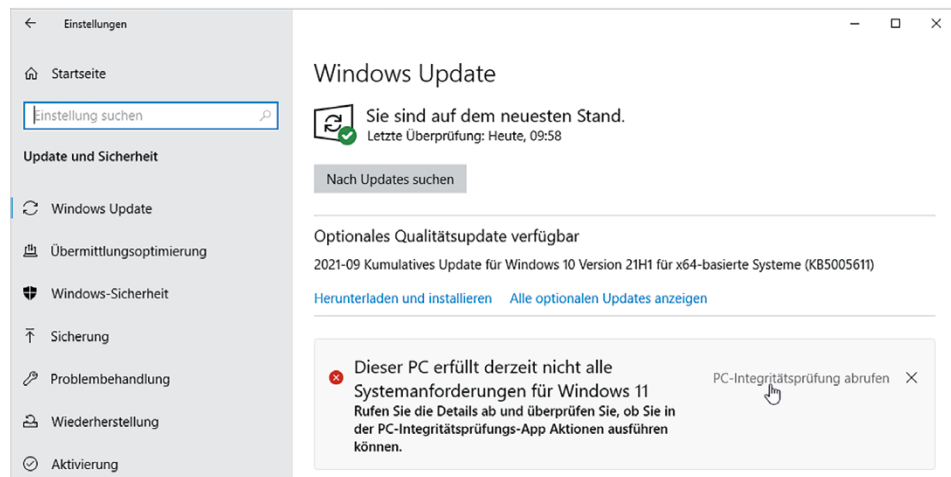 Einstellungen
Startseite
Einstellung suchen
Update und Sicherheit
Windows Update
Übermittlungsoptimierung
Windows-Sicherheit
Sicherung
Problembehandlung
Wiederherstellung
Aktivierung
Windows Update
Sie sind auf dem neuesten Stand.
Letzte Überprüfung: Heute, 09:58
Nach Updates suchen
Optionales Qualitätsupdate verfügbar
2021-09 Kumulatives Update für Windows 10 Version 21H1 für x64-basierte Systeme (KB5005611)
Herunterladen und installieren Alle optionalen Updates anzeigen
Dieser PC erfüllt derzeit nicht alle
Systemanforderungen für Windows 11
Rufen Sie die Details ab und überprüfen Sie, ob Sie in
der PC-Integritätsprüfungs-App Aktionen ausführen
können.
PC-Integritätsprüfung abrufen